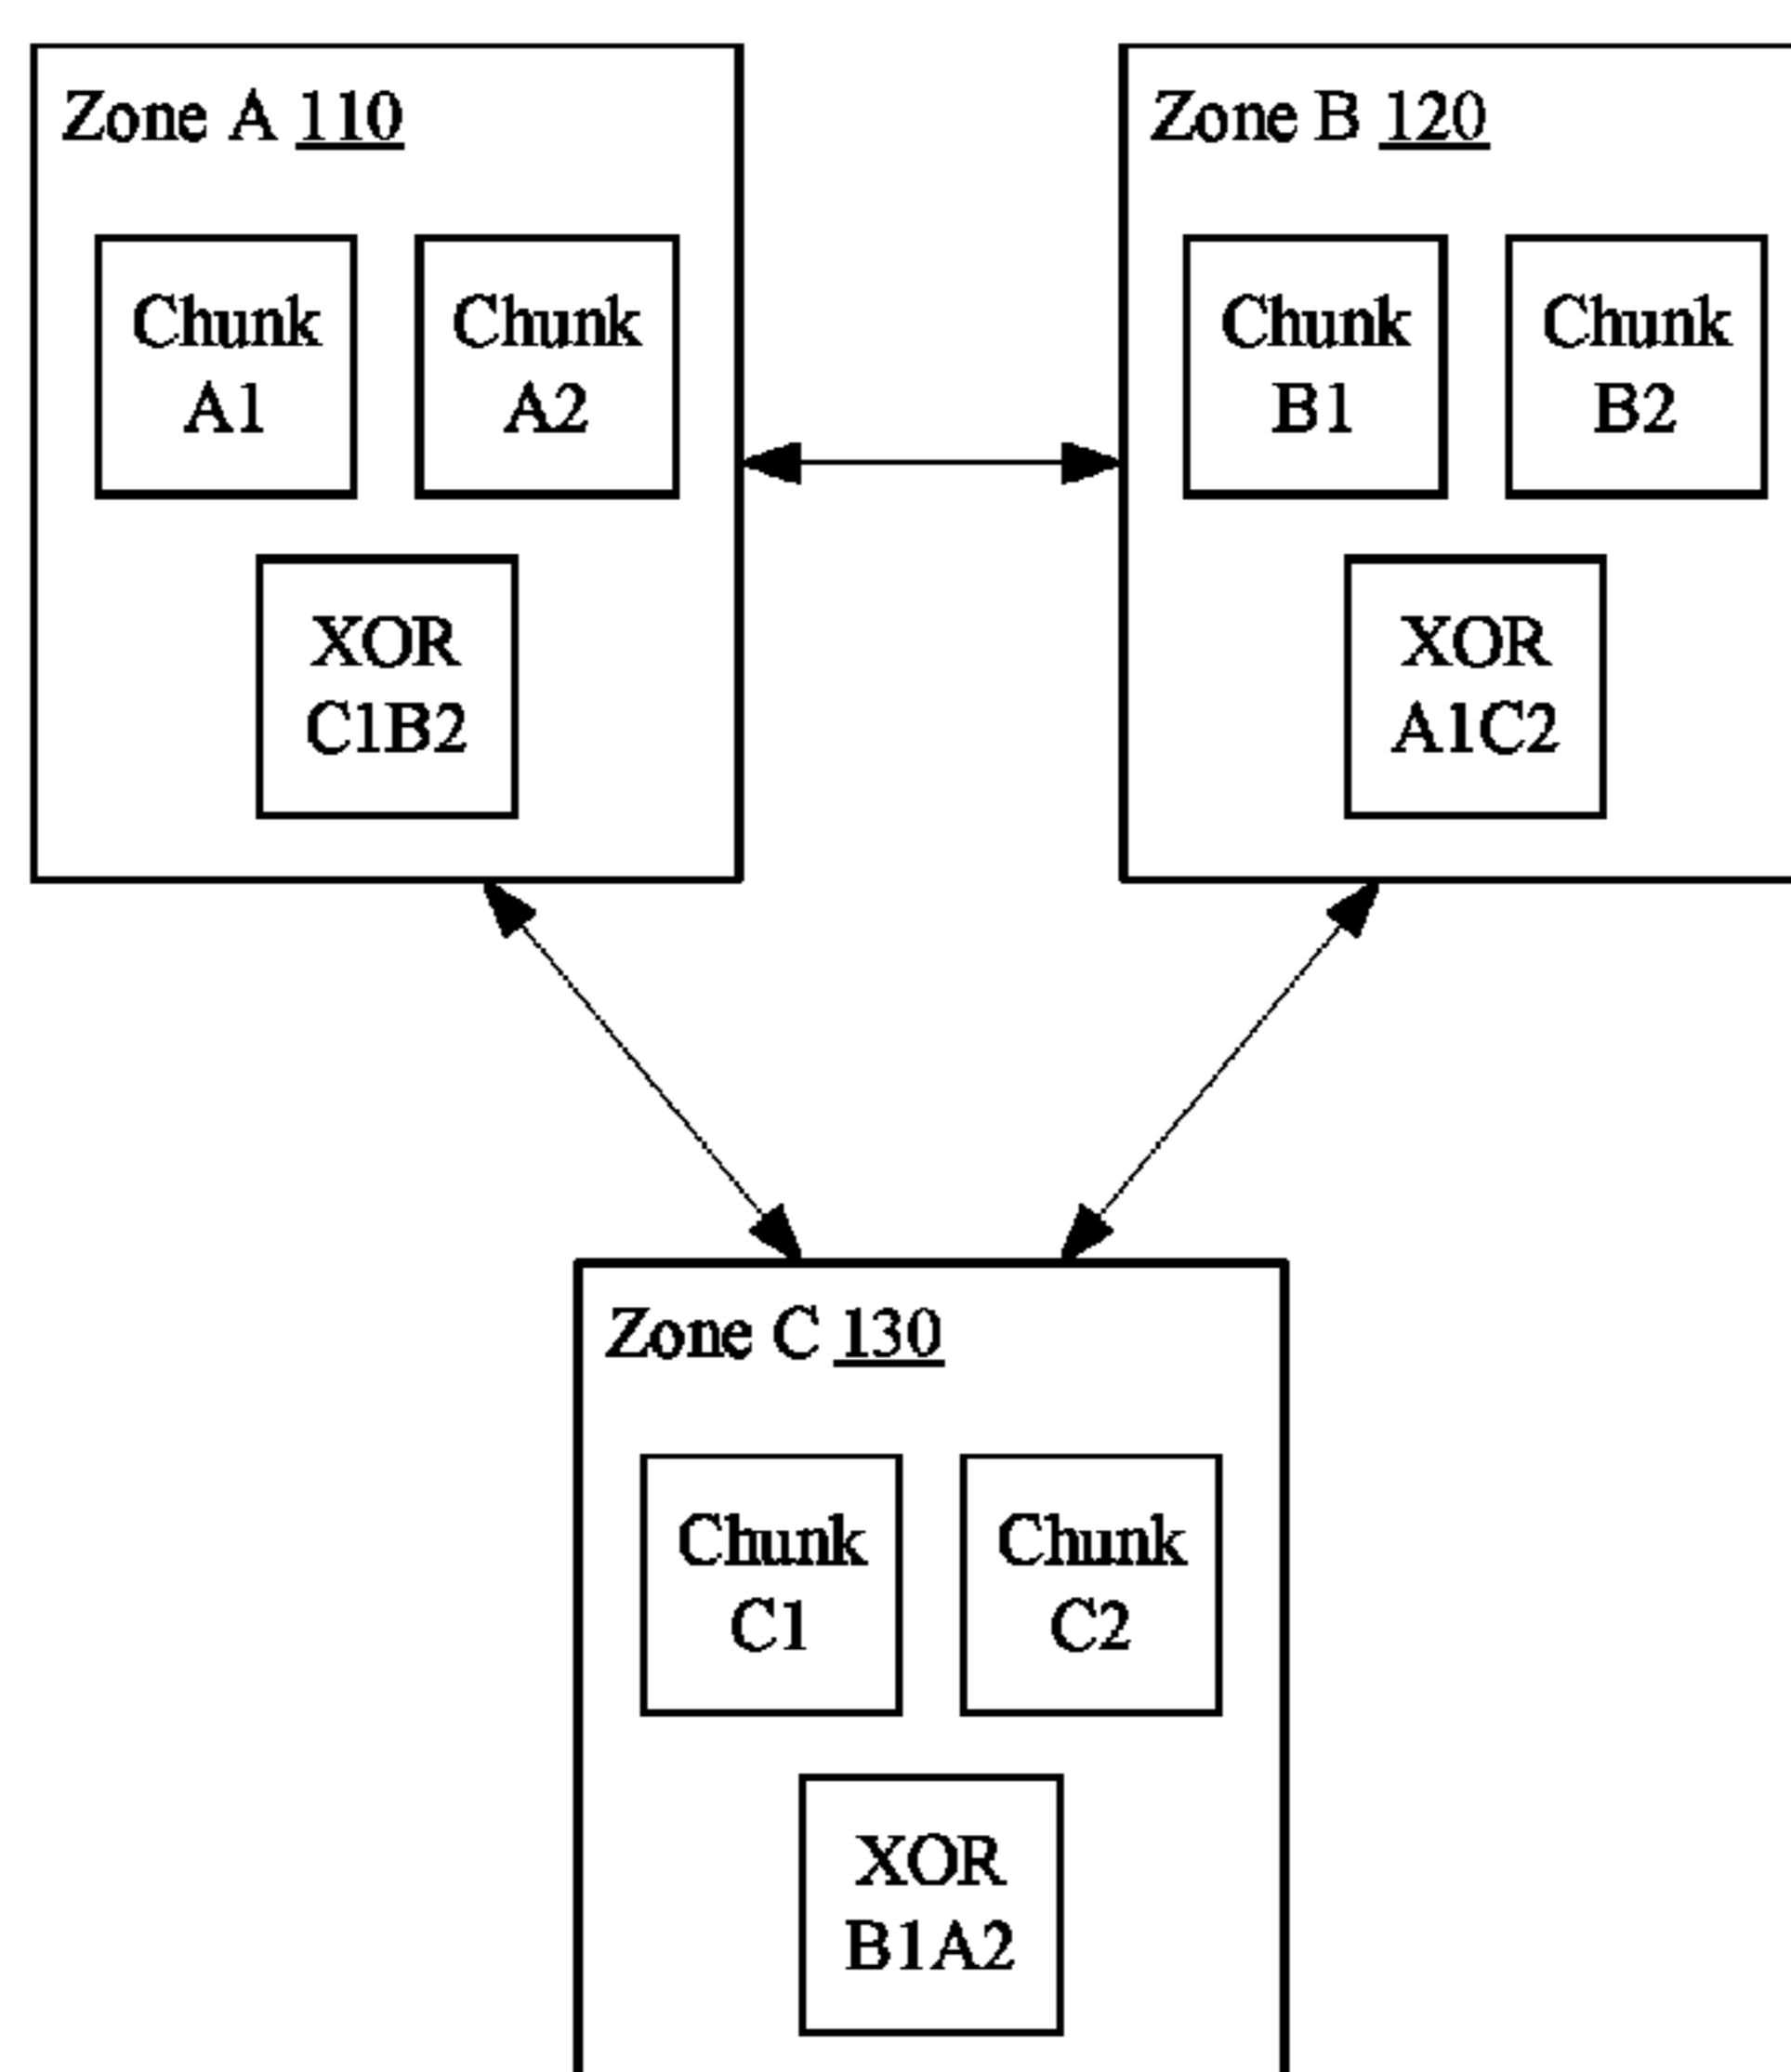 Zone A 110
Chunk
A1
Chunk
A2
XOR
C1B2
Zone B 120
Chunk
B1
Chunk
B2
XOR
A1C2
Zone C 130
Chunk
C1
Chunk
C2
XOR
B1A2